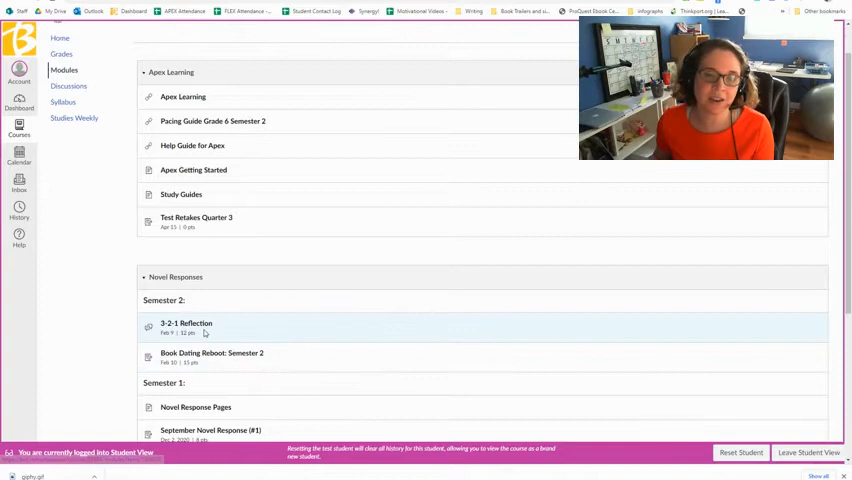 Staff My Drive Outlook APEX Attendance FLEX Attendance - ... Student Contact Log Synergy! Motivational Videos - ... Writing Book Trailers and si... ProQuest Ebook Ce... infographs Thinkport.org | Lea... Other bookmarks
B
Account
Dashboard
Courses
Calendar
Inbox
History
Help
Home
Grades
Modules
Discussions
Syllabus
Studies Weekly
Apex Learning
Apex Learning
Pacing Guide Grade 6 Semester 2
Help Guide for Apex
Apex Getting Started
Study Guides
Test Retakes Quarter 3
Apr 15 | 0 pts
Novel Responses
Semester 2:
3-2-1 Reflection
Feb 9 | 12 pts
Book Dating Reboot: Semester 2
Feb 10 | 15 pts
Semester 1:
Novel Response Pages
September Novel Response (#1)
Dec 2, 2020 | 6 pts
You are currently logged into Student View
Resetting the test student will clear all history for this student, allowing you to view the course as a brand
new student.
Reset Student
Leave Student View
giphy.gif
Show all